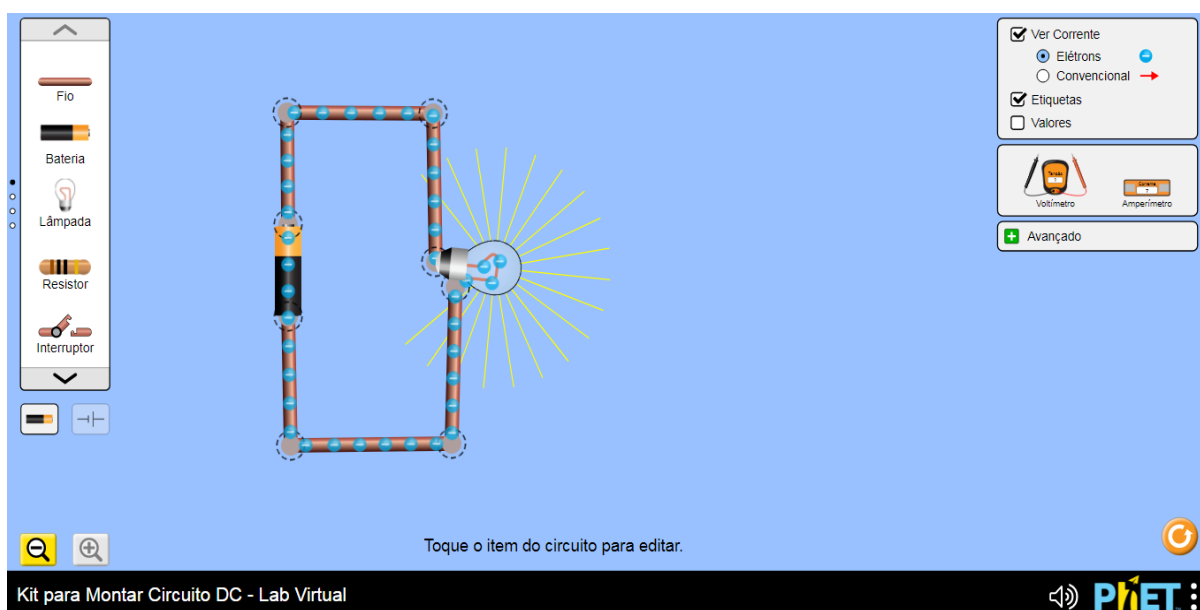 Fio
Bateria
Lâmpada
Resistor
Interruptor
Ver Corrente
Elétrons
Convencional
Etiquetas
Valores
Voltímetro
Amperímetro
Avançado
Toque o item do circuito para editar.
Kit para Montar Circuito DC - Lab Virtual
PhET